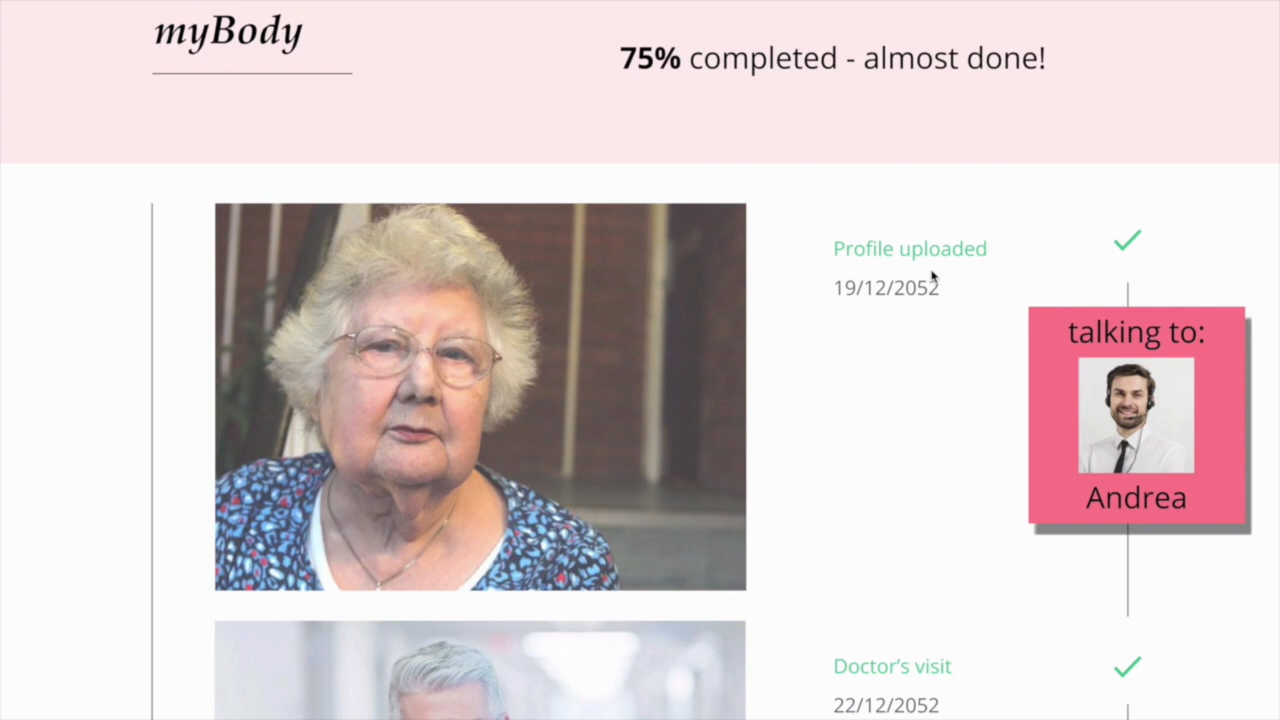 myBody
75% completed - almost done!
Profile uploaded
19/12/2052
talking to:
Andrea
Doctor's visit
22/12/2052